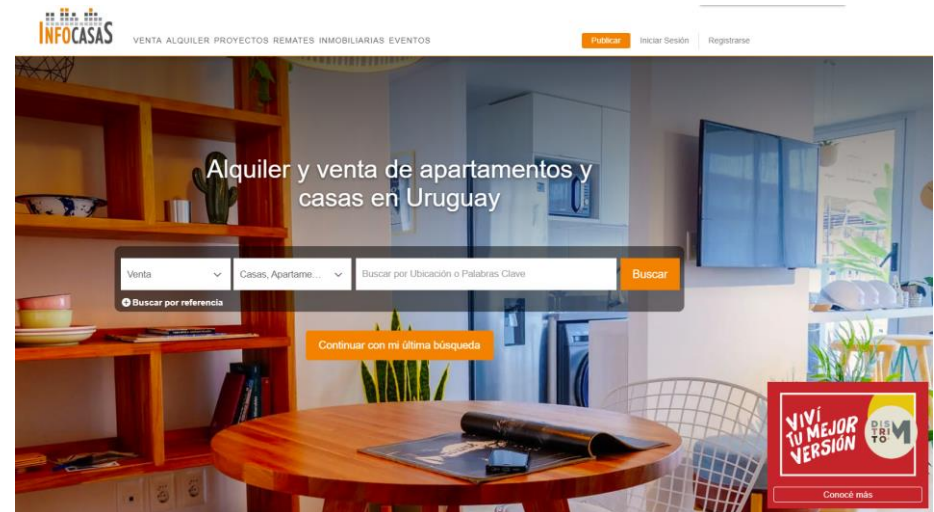 INFOCASAS
VENTA ALQUILER PROYECTOS REMATES INMOBILIARIAS EVENTOS
Publicar Iniciar Sesión Registrarse
Alquiler y venta de apartamentos y
casas en Uruguay
Venta Casas, Apartame... Buscar por Ubicación o Palabras Clave Buscar
Buscar por referencia
Continuar con mi última búsqueda
VIVÍ
TU MEJOR
VERSIÓN
DIS
TRI
TO
M
Conocé más